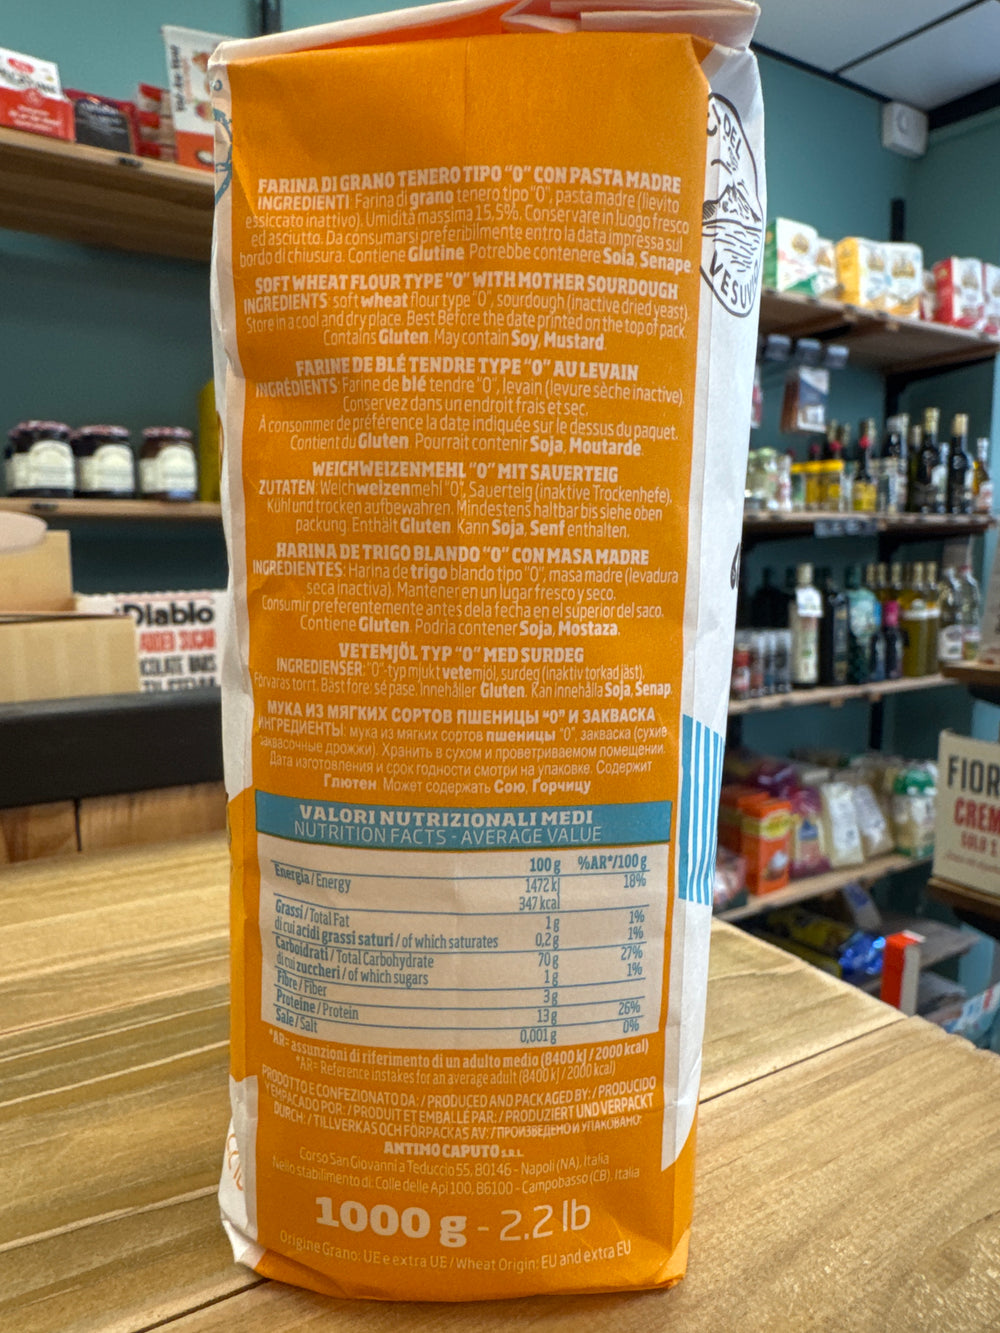 FARINA DI GRANO TENERO TIPO "0" CON PASTA MADRE
INGREDIENTI: Farina di grano tenero tipo "0", pasta madre (lievito
essiccato inattivo). Umidità massima 15,5%. Conservare in luogo fresco
ed asciutto. Da consumarsi preferibilmente entro la data impressa sul
bordo di chiusura. Contiene Glutine. Potrebbe contenere Soia, Senape
SOFT WHEAT FLOUR TYPE "0" WITH MOTHER SOURDOUGH
INGREDIENTS: soft wheat flour type "0", sourdough (inactive dried yeast).
Store in a cool and dry place. Best Before the date printed on the top of pack.
Contains Gluten. May contain Soy, Mustard.
FARINE DE BLÉ TENDRE TYPE "0" AU LEVAIN
INGRÉDIENTS: Farine de blé tendre "0", levain (levure sèche inactive).
Conservez dans un endroit frais et sec.
À consommer de préférence la date indiquée sur le dessus du paquet.
Contient du Gluten. Pourrait contenir Soja, Moutarde.
WEICHWEIZENMEHL "0" MIT SAUERTEIG
ZUTATEN: Weichweizenmehl "0", Sauerteig (inaktive Trockenhefe),
Kühl und trocken aufbewahren. Mindestens haltbar bis siehe oben
packung. Enthält Gluten. Kann Soja, Senf enthalten.
HARINA DE TRIGO BLANDO "0" CON MASA MADRE
INGREDIENTES: Harina de trigo blando tipo "0", masa madre (levadura
seca inactiva). Mantener en un lugar fresco y seco.
Consumir preferentemente antes de la fecha en el superior del saco.
Contiene Gluten. Podría contener Soja, Mostaza.
VETEMJÖL TYP "0" MED SURDEG
INGREDIENSER: "0"-typ mjukt vetemjöl, surdeg (inaktiv torkad jäst).
Förvaras torrt. Bäst före: se påse. Innehåller Gluten. Kan innehålla Soja, Senap.
МУКА ИЗ МЯГКИХ СОРТОВ ПШЕНИЦЫ "0" И ЗАКВАСКА
ИНГРЕДИЕНТЫ: мука из мягких сортов пшеницы "0", закваска (сухие
заквасочные дрожжи). Хранить в сухом и проветриваемом помещении.
Дата изготовления и срок годности смотри на упаковке. Содержит
Глютен. Может содержать Сою, Горчицу
VALORI NUTRIZIONALI MEDI
NUTRITION FACTS - AVERAGE VALUE
100 g %AR*/100 g
Energia / Energy 1472 kJ 18%
347 kcal
Grassi / Total Fat 1 g 1%
di cui acidi grassi saturi / of which saturates 0,2 g 1%
Carboidrati / Total Carbohydrate 70 g 27%
di cui zuccheri / of which sugars 1 g 1%
Fibre / Fiber 3 g
Proteine / Protein 13 g 26%
Sale / Salt 0,001 g 0%
*AR= assunzioni di riferimento di un adulto medio (8400 kJ / 2000 kcal)
*AR= Reference instakes for an average adult (8400 kJ / 2000 kcal)
PRODOTTO E CONFEZIONATO DA: / PRODUCED AND PACKAGED BY: / PRODUCIDO
Y EMPACADO POR: / PRODUIT ET EMBALLÉ PAR: / PRODUZIERT UND VERPACKT
DURCH: / TILLVERKAS OCH FÖRPACKAS AV: / ПРОИЗВЕДЕНО И УПАКОВАНО:
ANTIMO CAPUTO S.R.L.
Corso San Giovanni a Teduccio 55, 80146 - Napoli (NA), Italia
Nello stabilimento di: Colle delle Api 100, 86100 - Campobasso (CB), Italia
1000 g - 2.2 lb
Origine Grano: UE e extra UE / Wheat Origin: EU and extra EU
DEL
VESUV
Diablo
ADDED SUGAR
FIOR
CREM